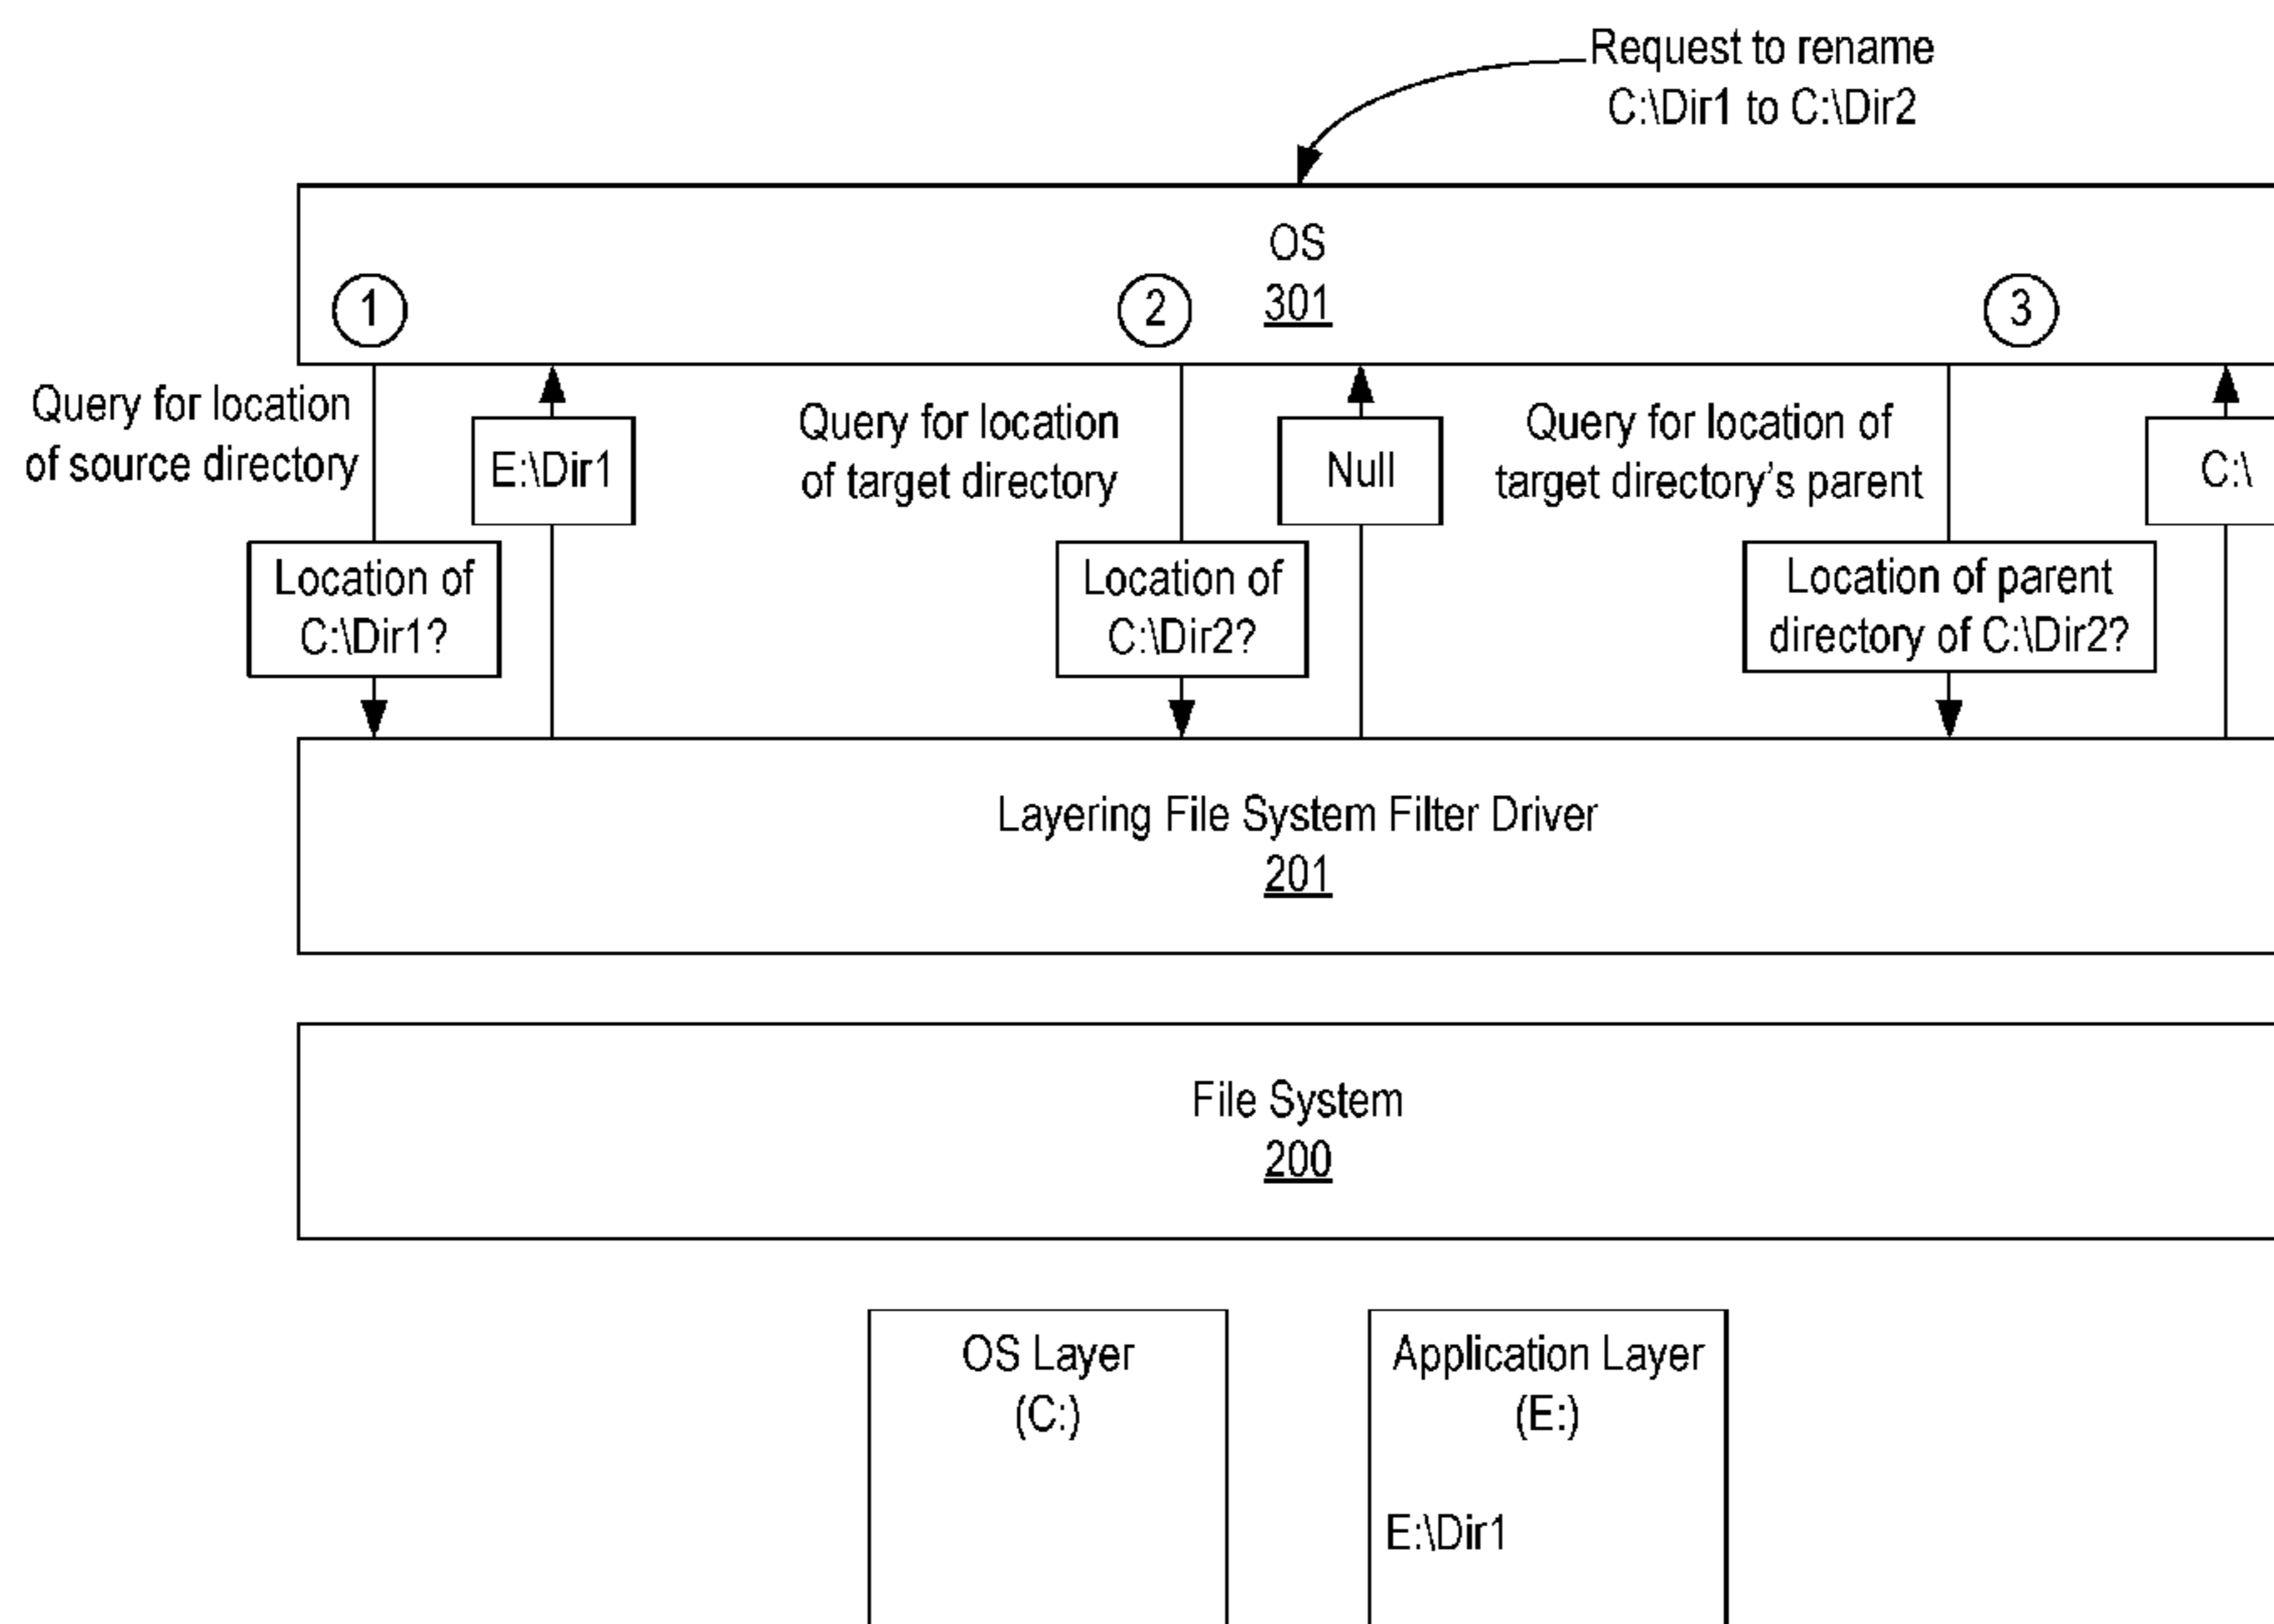 Request to rename
C:\Dir1 to C:\Dir2
OS
301
1
2
3
Query for location
of source directory
E:\Dir1
Query for location
of target directory
Null
Query for location of
target directory's parent
C:\
Location of
C:\Dir1?
Location of
C:\Dir2?
Location of parent
directory of C:\Dir2?
Layering File System Filter Driver
201
File System
200
OS Layer
(C:)
Application Layer
(E:)
E:\Dir1